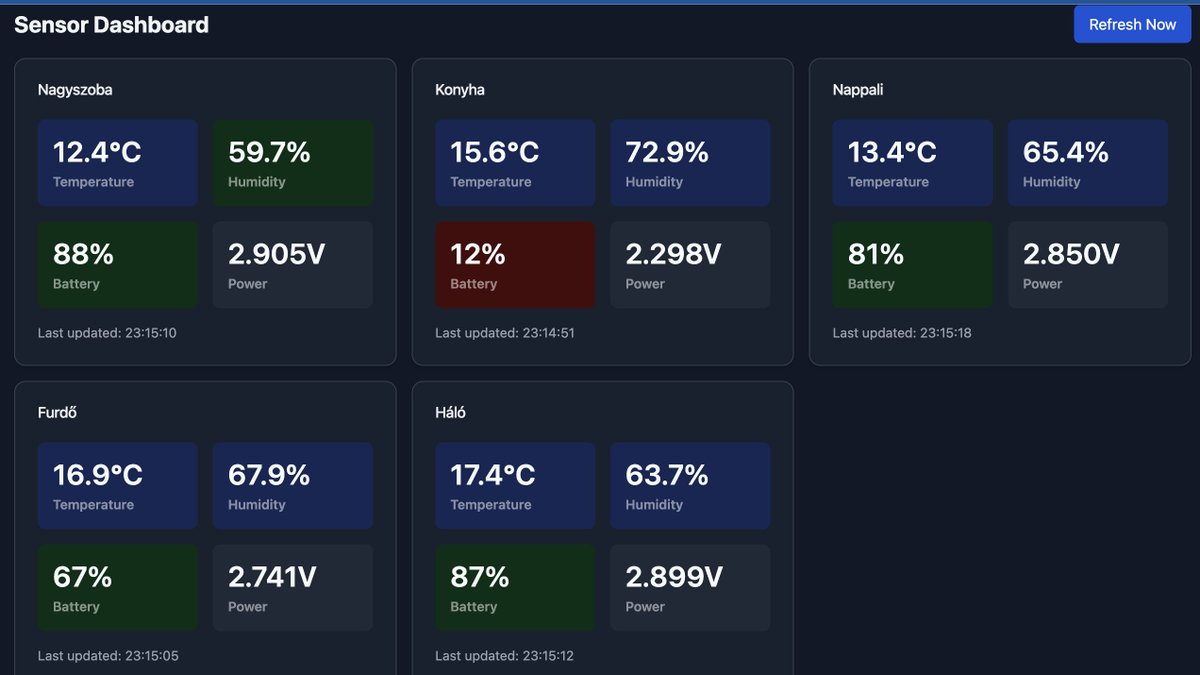 Sensor Dashboard
Refresh Now
Nagyszoba
12.4°C
Temperature
59.7%
Humidity
88%
Battery
2.905V
Power
Last updated: 23:15:10
Konyha
15.6°C
Temperature
72.9%
Humidity
12%
Battery
2.298V
Power
Last updated: 23:14:51
Nappali
13.4°C
Temperature
65.4%
Humidity
81%
Battery
2.850V
Power
Last updated: 23:15:18
Furdő
16.9°C
Temperature
67.9%
Humidity
67%
Battery
2.741V
Power
Last updated: 23:15:05
Háló
17.4°C
Temperature
63.7%
Humidity
87%
Battery
2.899V
Power
Last updated: 23:15:12